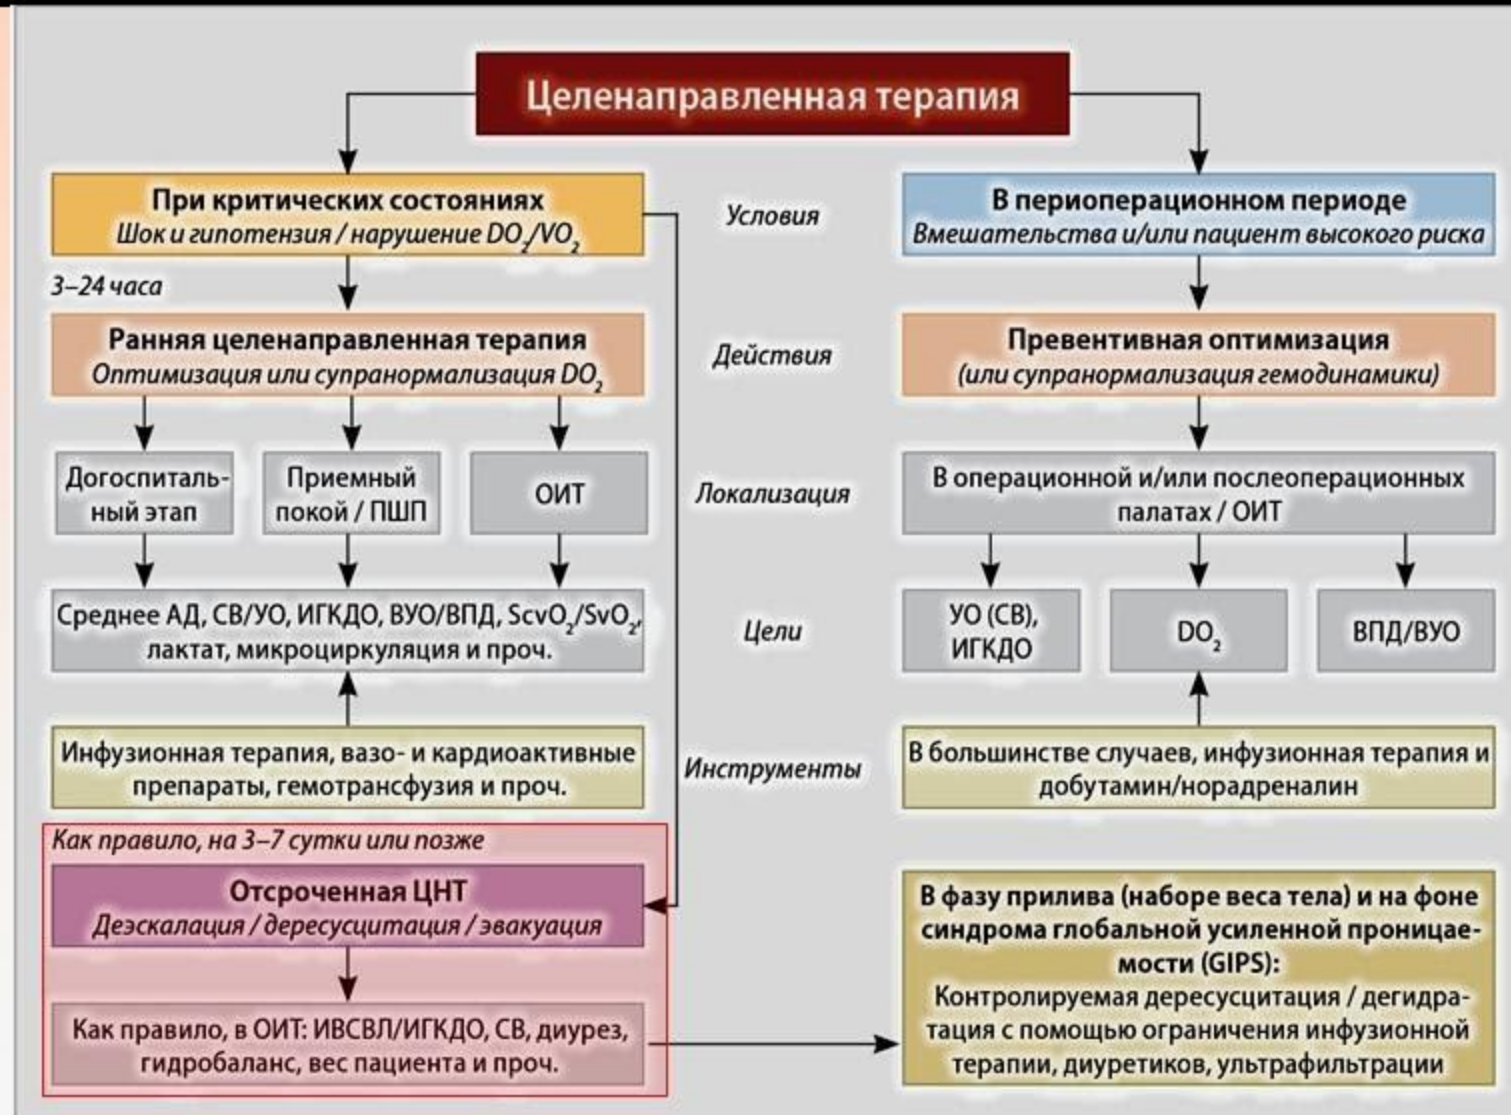 Целенаправленная терапия
При критических состояниях
Шок и гипотензия / нарушение DO₂/VO₂
Условия
В периоперационном периоде
Вмешательства и/или пациент высокого риска
3–24 часа
Ранняя целенаправленная терапия
Оптимизация или супранормализация DO₂
Действия
Превентивная оптимизация
(или супранормализация гемодинамики)
Догоспиталь-
ный этап
Приемный
покой / ПШП
ОИТ
Локализация
В операционной и/или послеоперационных
палатах / ОИТ
Среднее АД, СВ/УО, ИГКДО, ВУО/ВПД, ScvO₂/SvO₂,
лактат, микроциркуляция и проч.
Цели
УО (СВ),
ИГКДО
DO₂
ВПД/ВУО
Инфузионная терапия, вазо- и кардиоактивные
препараты, гемотрансфузия и проч.
Инструменты
В большинстве случаев, инфузионная терапия и
добутамин/норадреналин
Как правило, на 3–7 сутки или позже
Отсроченная ЦНТ
Деэскалация / дересусцитация / эвакуация
Как правило, в ОИТ: ИВСВЛ/ИГКДО, СВ, диурез,
гидробаланс, вес пациента и проч.
В фазу прилива (наборе веса тела) и на фоне
синдрома глобальной усиленной проницае-
мости (GIPS):
Контролируемая дересусцитация / дегидра-
тация с помощью ограничения инфузионной
терапии, диуретиков, ультрафильтрации